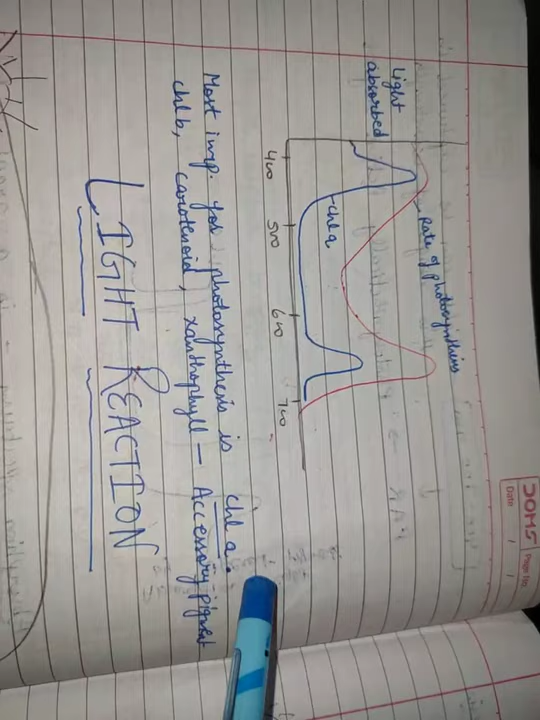 DOMS
Page No.
Date / /
Light
absorbed
Rate of photosynthesis
chl a
400 500 600 700
Most imp. for photosynthesis is chl a.
chl b, carotenoid, xanthophyll — Accessory pigment
LIGHT REACTION